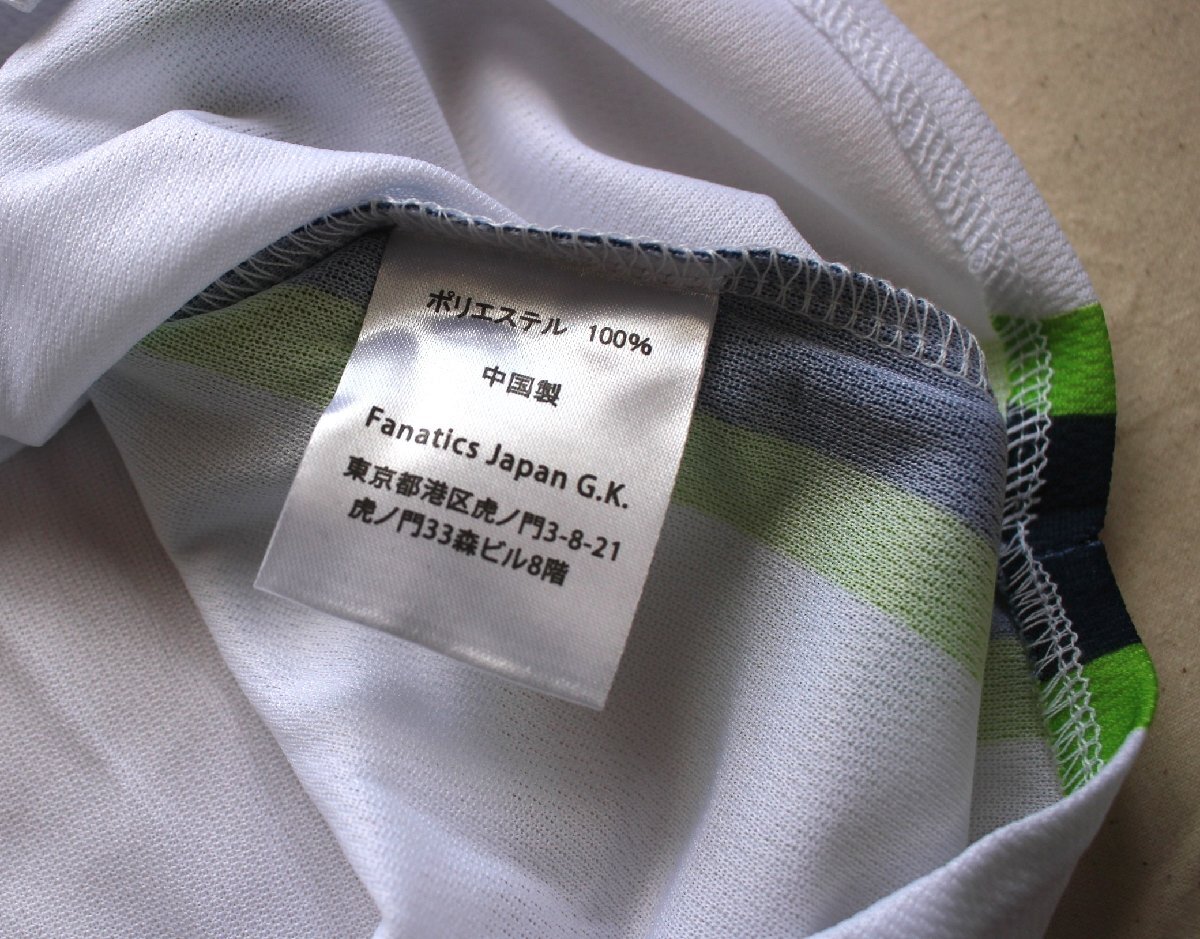 ポリエステル 100%
中国製
Fanatics Japan G.K.
東京都港区虎ノ門3-8-21
虎ノ門33森ビル8階